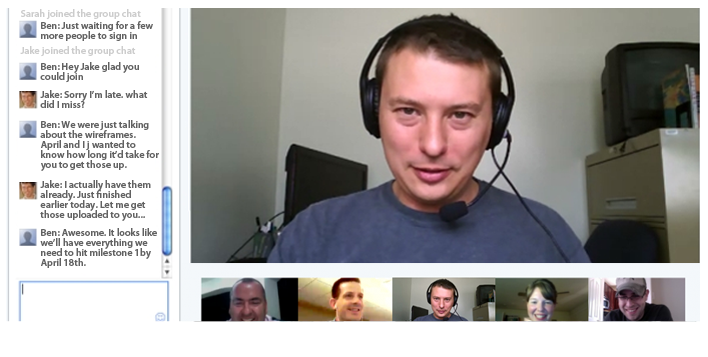 Sarah joined the group chat
Ben: Just waiting for a few
more people to sign in
Jake joined the group chat
Ben: Hey Jake glad you
could join
Jake: Sorry I'm late. what
did I miss?
Ben: We were just talking
about the wireframes.
April and I j wanted to
know how long it'd take for
you to get those up.
Jake: I actually have them
already. Just finished
earlier today. Let me get
those uploaded to you...
Ben: Awesome. It looks like
we'll have everything we
need to hit milestone 1 by
April 18th.